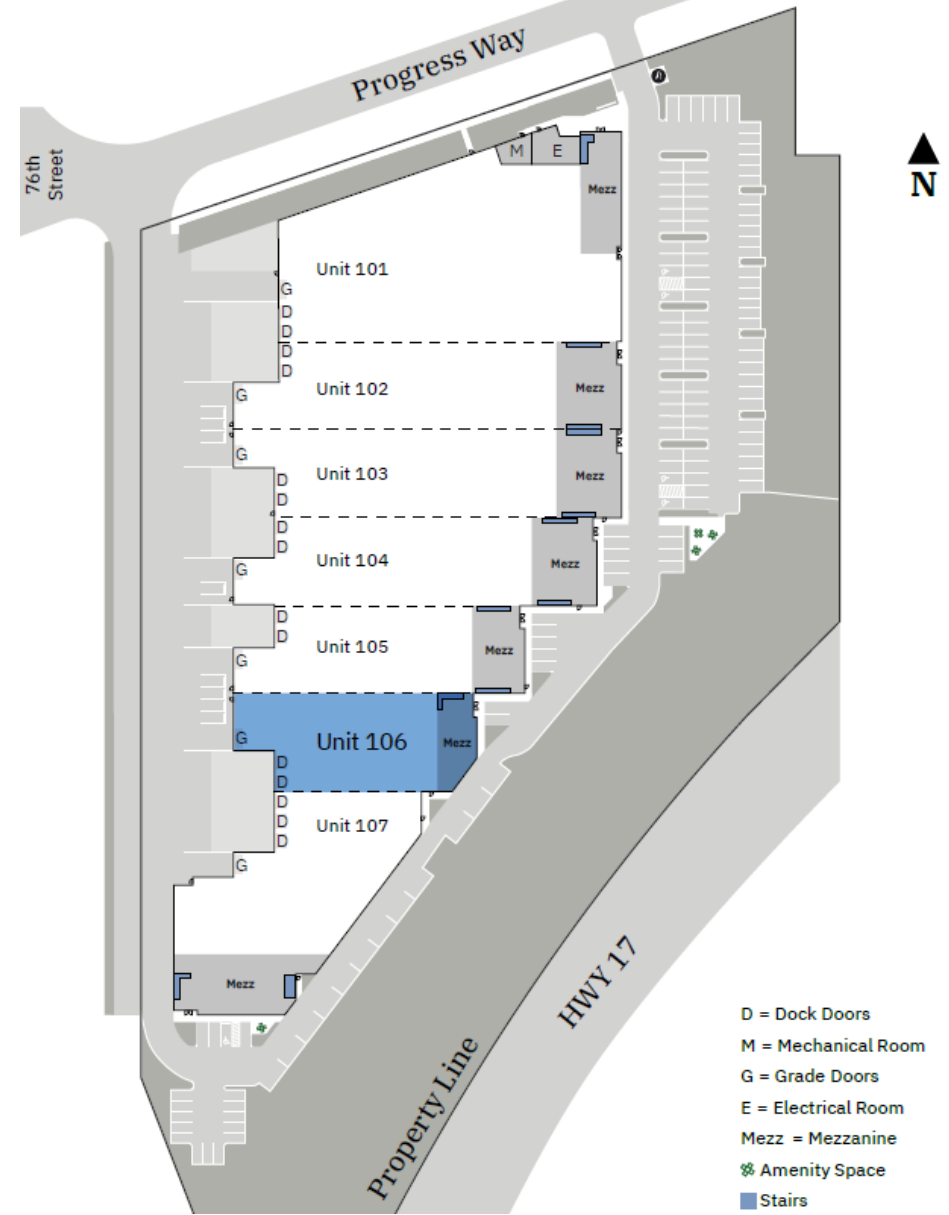 Progress Way
76th
Street
N
M
E
Mezz
Unit 101
G
D
D
D
D
Unit 102
Mezz
G
G
Unit 103
Mezz
D
D
D
D
Unit 104
Mezz
G
D
D
Unit 105
Mezz
G
Unit 106
Mezz
G
D
D
D
D
D
Unit 107
G
Mezz
HWY 17
Property Line
D = Dock Doors
M = Mechanical Room
G = Grade Doors
E = Electrical Room
Mezz = Mezzanine
Amenity Space
Stairs